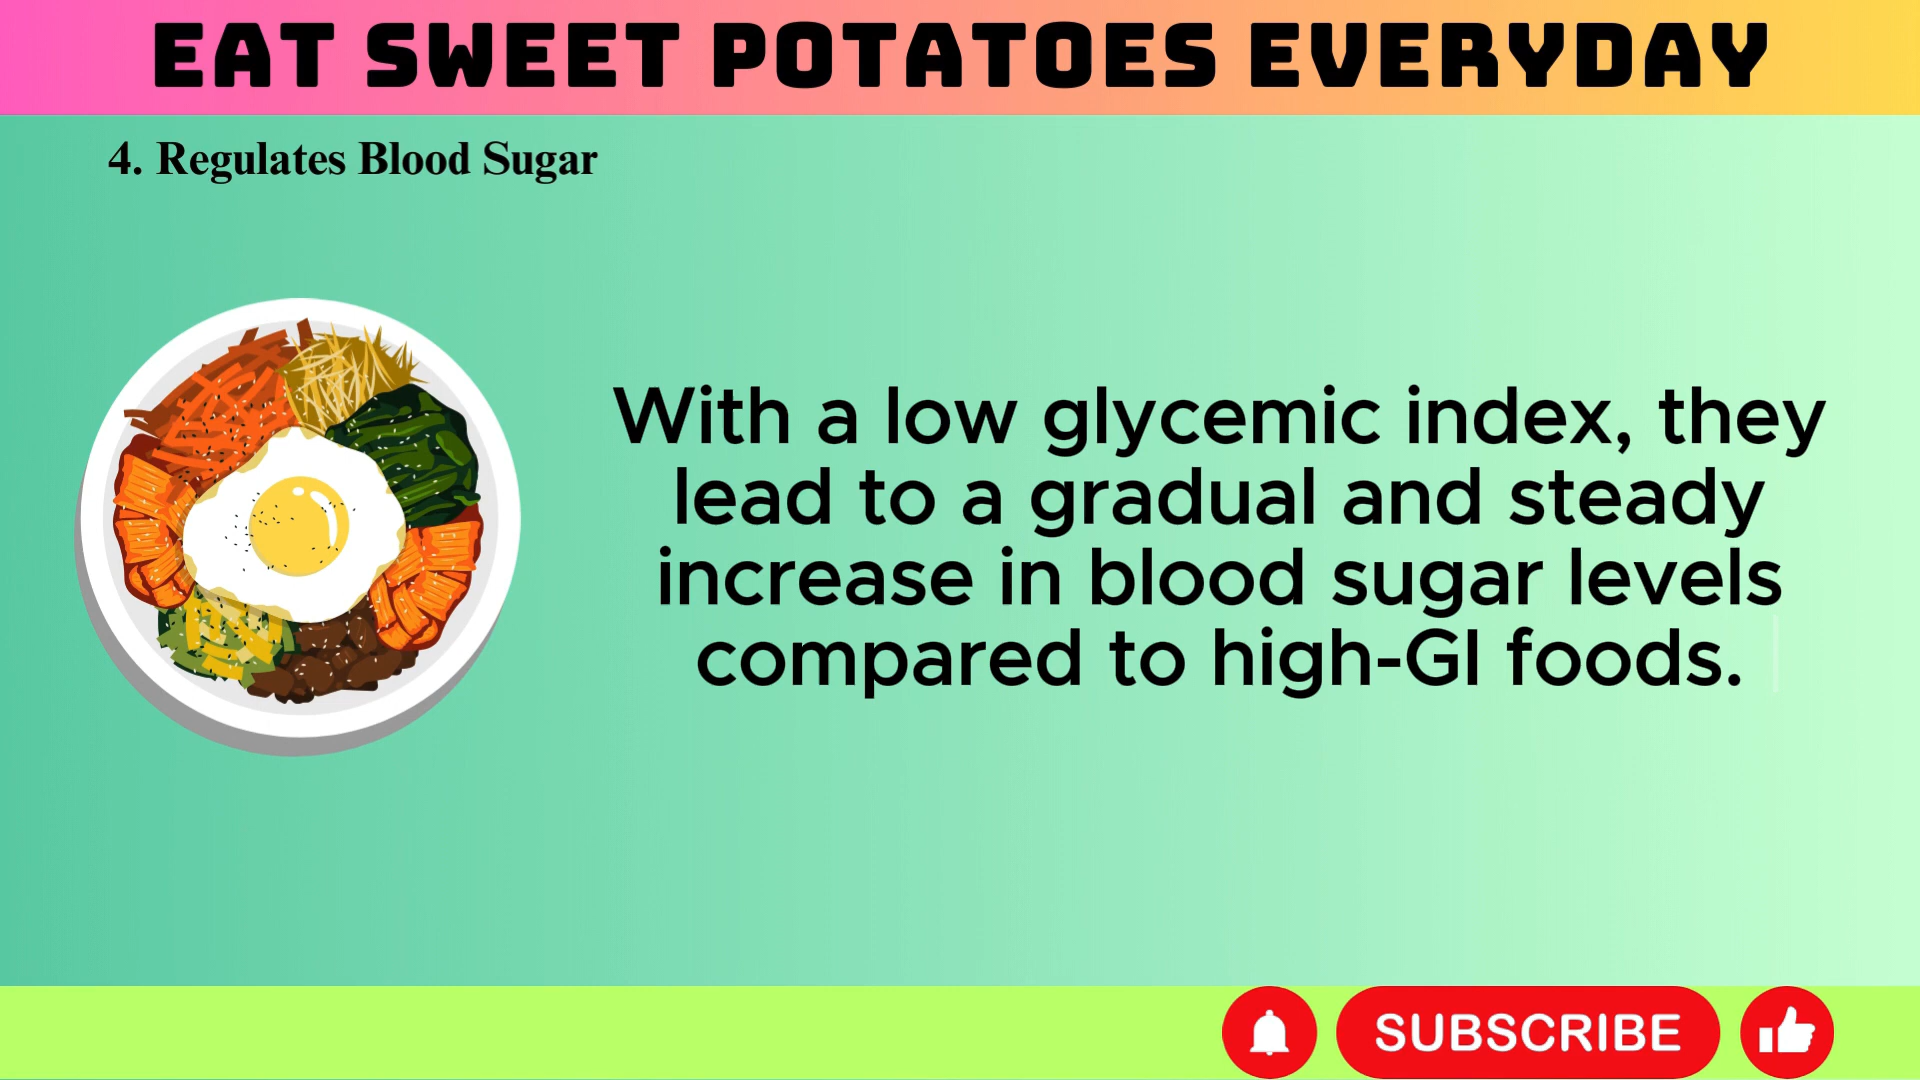 EAT SWEET POTATOES EVERYDAY
4. Regulates Blood Sugar
With a low glycemic index, they
lead to a gradual and steady
increase in blood sugar levels
compared to high-GI foods.
SUBSCRIBE